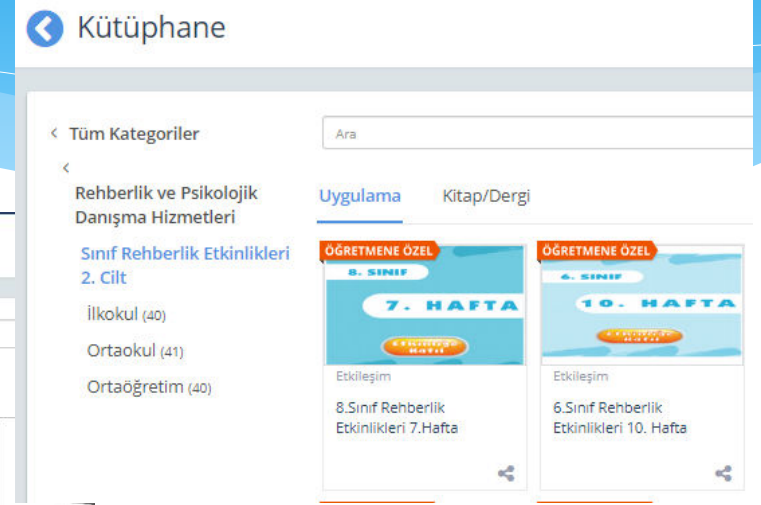 Kütüphane
Tüm Kategoriler
Rehberlik ve Psikolojik
Danışma Hizmetleri
Sınıf Rehberlik Etkinlikleri
2. Cilt
İlkokul (40)
Ortaokul (41)
Ortaöğretim (40)
Ara
Uygulama
Kitap/Dergi
ÖĞRETMENE ÖZEL
8. SINIF
7. HAFTA
Etkileşim
8.Sınıf Rehberlik
Etkinlikleri 7.Hafta
ÖĞRETMENE ÖZEL
6. SINIF
10. HAFTA
Etkileşim
6.Sınıf Rehberlik
Etkinlikleri 10. Hafta